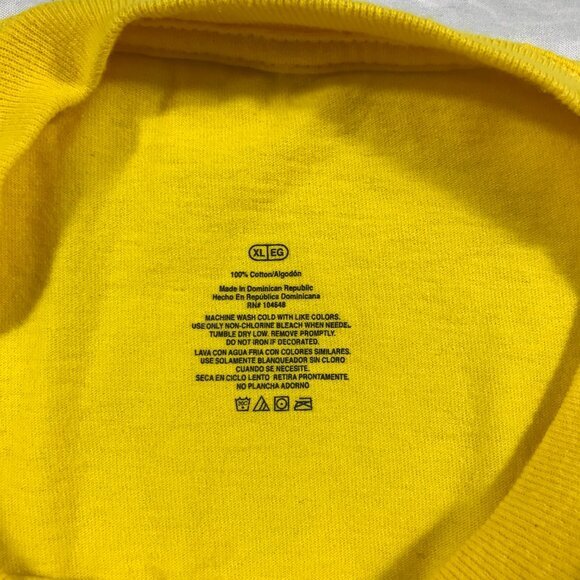 XL EG
100% Cotton/Algodón
Made In Dominican Republic
Hecho En República Dominicana
RN# 104648
MACHINE WASH COLD WITH LIKE COLORS.
USE ONLY NON-CHLORINE BLEACH WHEN NEEDE,
TUMBLE DRY LOW. REMOVE PROMPTLY.
DO NOT IRON IF DECORATED.
LAVA CON AGUA FRIA CON COLORES SIMILARES.
USE SOLAMENTE BLANQUEADOR SIN CLORO
CUANDO SE NECESITE.
SECA EN CICLO LENTO RETIRA PRONTAMENTE.
NO PLANCHA ADORNO